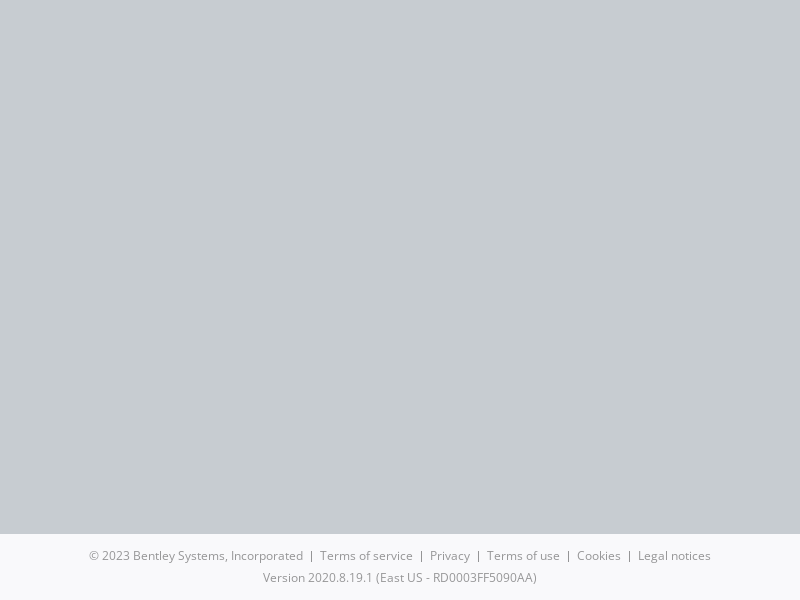 © 2023 Bentley Systems, Incorporated | Terms of service | Privacy | Terms of use | Cookies | Legal notices
Version 2020.8.19.1 (East US - RD0003FF5090AA)